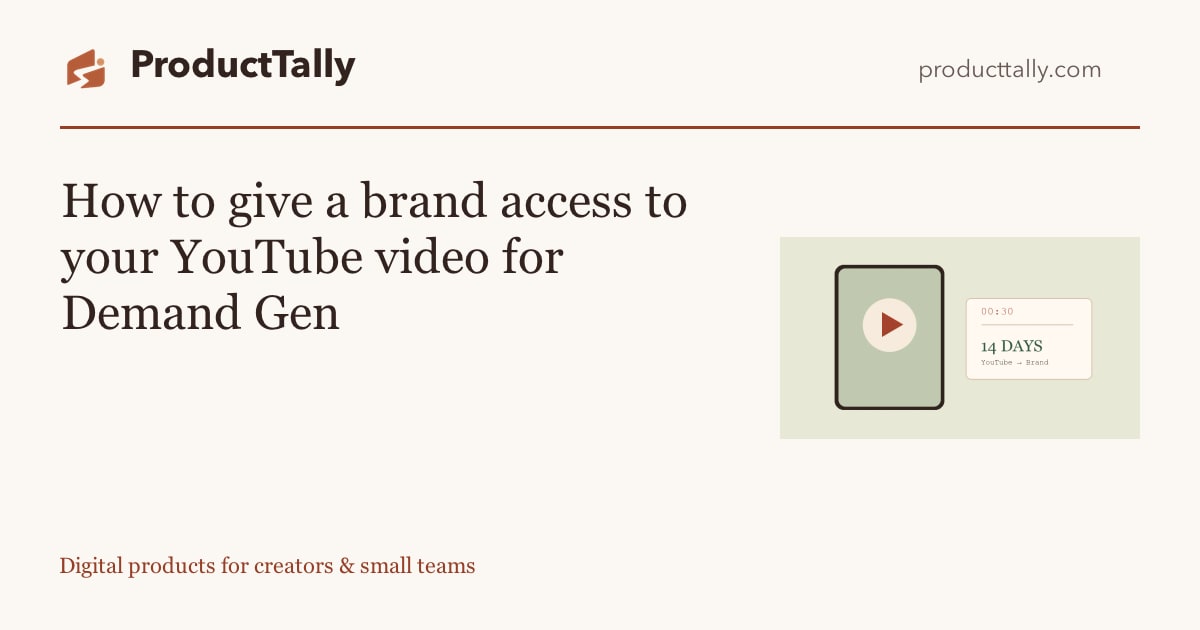 ProductTally
producttally.com
How to give a brand access to
your YouTube video for
Demand Gen
00:30
14 DAYS
YouTube → Brand
Digital products for creators & small teams